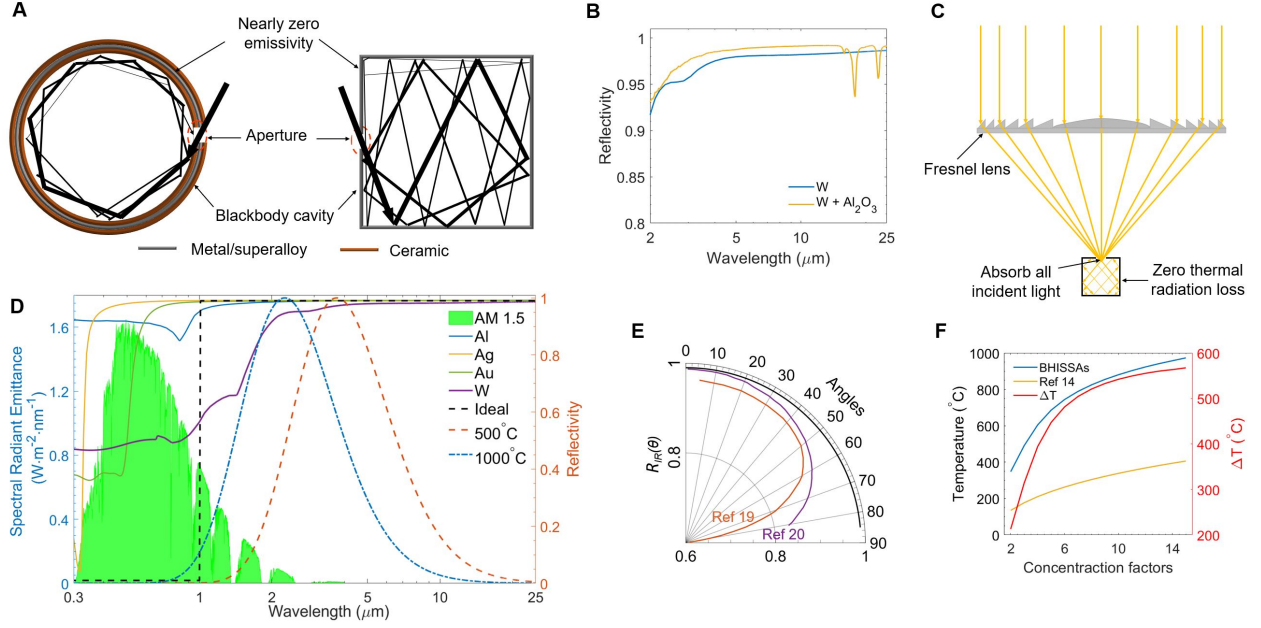 A
Nearly zero
emissivity
Aperture
Blackbody cavity
Metal/superalloy
Ceramic
B
1
0.95
0.9
0.85
0.8
Reflectivity
W
W + Al₂O₃
2
5
10
25
Wavelength (μm)
C
Fresnel lens
Absorb all
incident light
Zero thermal
radiation loss
D
Spectral Radiant Emittance
(W·m⁻²·nm⁻¹)
1.6
1.2
0.8
0.4
0
AM 1.5
Al
Ag
Au
W
Ideal
500°C
1000°C
1
0.8
0.6
0.4
0.2
0
Reflectivity
0.3
1
2
5
10
25
Wavelength (μm)
E
0
10
20
30
40
50
60
70
80
90
Angles
1
R_IR(θ)
0.8
Ref 19
Ref 20
0.6
0.8
1
F
1000
800
600
400
200
0
Temperature (°C)
BHISSAs
Ref 14
ΔT
600
500
400
300
200
ΔT (°C)
2
6
10
14
Concentraction factors